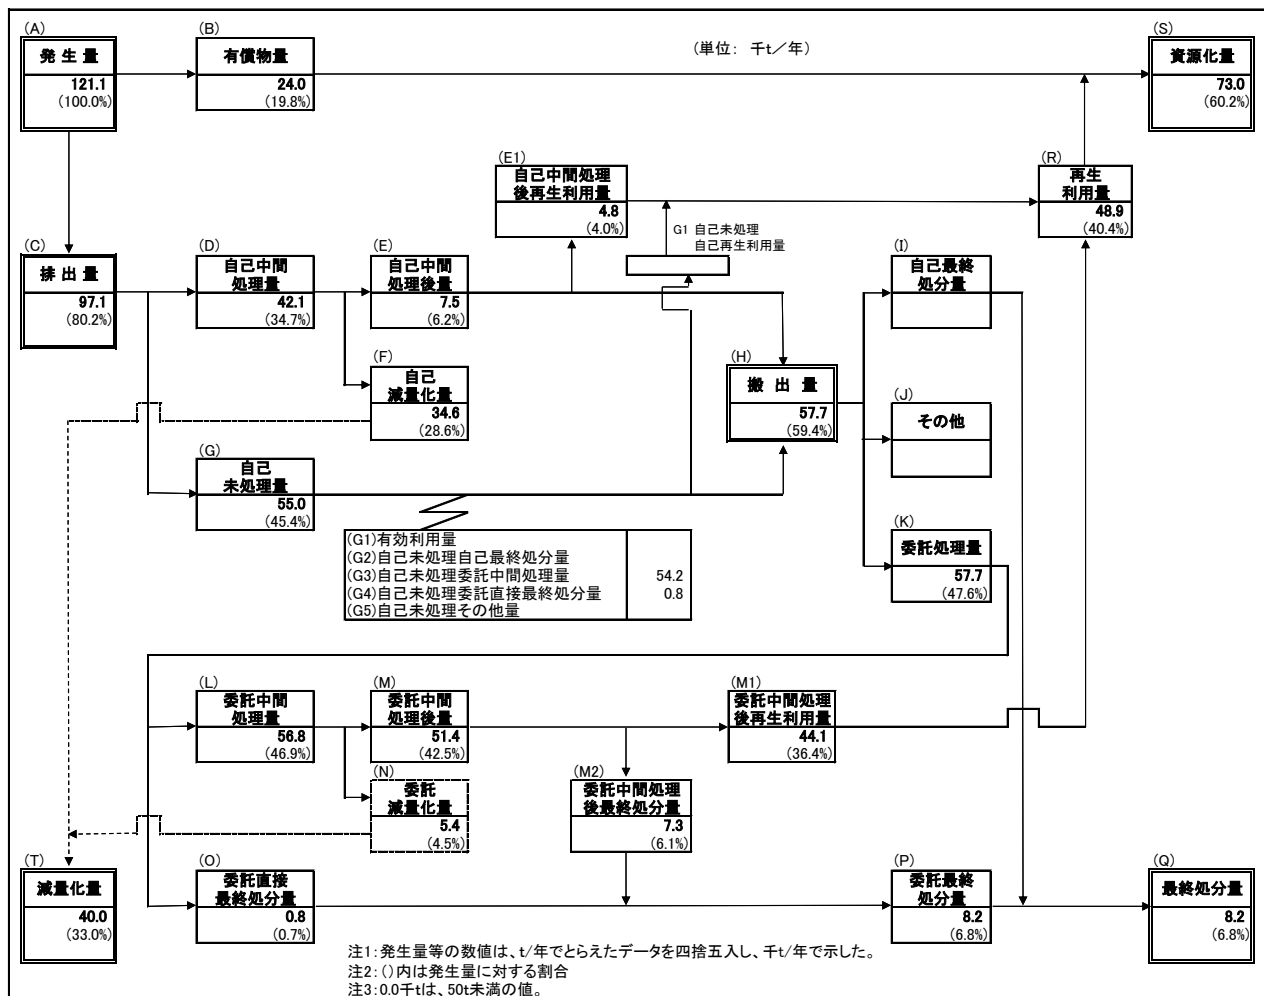 (A)
発 生 量
121.1
(100.0%)
(B)
有償物量
24.0
(19.8%)
(単位： 千t／年)
(S)
資源化量
73.0
(60.2%)
(E1)
自己中間処理
後再生利用量
4.8
(4.0%)
(R)
再生
利用量
48.9
(40.4%)
G1 自己未処理
自己再生利用量
(C)
排 出 量
97.1
(80.2%)
(D)
自己中間
処理量
42.1
(34.7%)
(E)
自己中間
処理後量
7.5
(6.2%)
(I)
自己最終
処分量
(F)
自己
減量化量
34.6
(28.6%)
(H)
搬 出 量
57.7
(59.4%)
(J)
その他
(G)
自己
未処理量
55.0
(45.4%)
(G1)有効利用量
(G2)自己未処理自己最終処分量
(G3)自己未処理委託中間処理量 54.2
(G4)自己未処理委託直接最終処分量 0.8
(G5)自己未処理その他量
(K)
委託処理量
57.7
(47.6%)
(L)
委託中間
処理量
56.8
(46.9%)
(M)
委託中間
処理後量
51.4
(42.5%)
(M1)
委託中間処理
後再生利用量
44.1
(36.4%)
(N)
委託
減量化量
5.4
(4.5%)
(M2)
委託中間処理
後最終処分量
7.3
(6.1%)
(T)
減量化量
40.0
(33.0%)
(O)
委託直接
最終処分量
0.8
(0.7%)
(P)
委託最終
処分量
8.2
(6.8%)
(Q)
最終処分量
8.2
(6.8%)
注1：発生量等の数値は、t/年でとらえたデータを四捨五入し、千t/年で示した。
注2：()内は発生量に対する割合
注3：0.0千tは、50t未満の値。